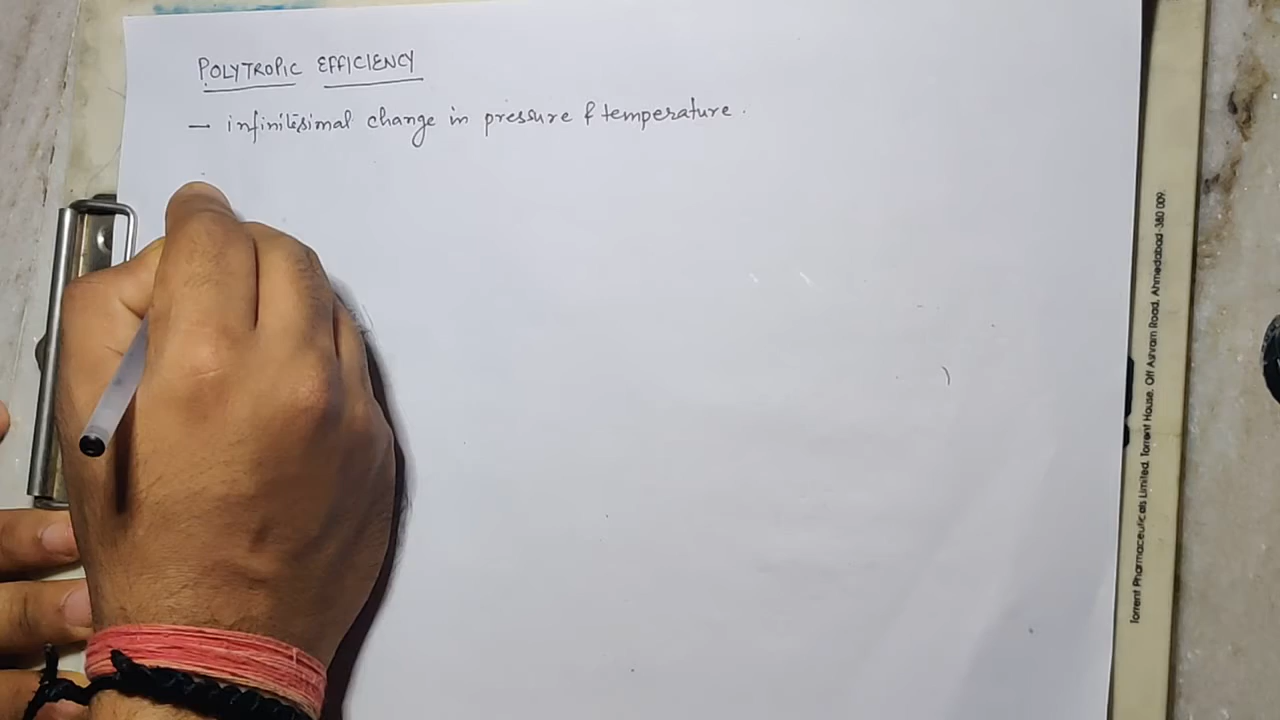 POLYTROPIC EFFICIENCY
— infinitesimal change in pressure & temperature.
Torrent Pharmaceuticals Limited, Torrent House, Off Ashram Road, Ahmedabad-380 009.